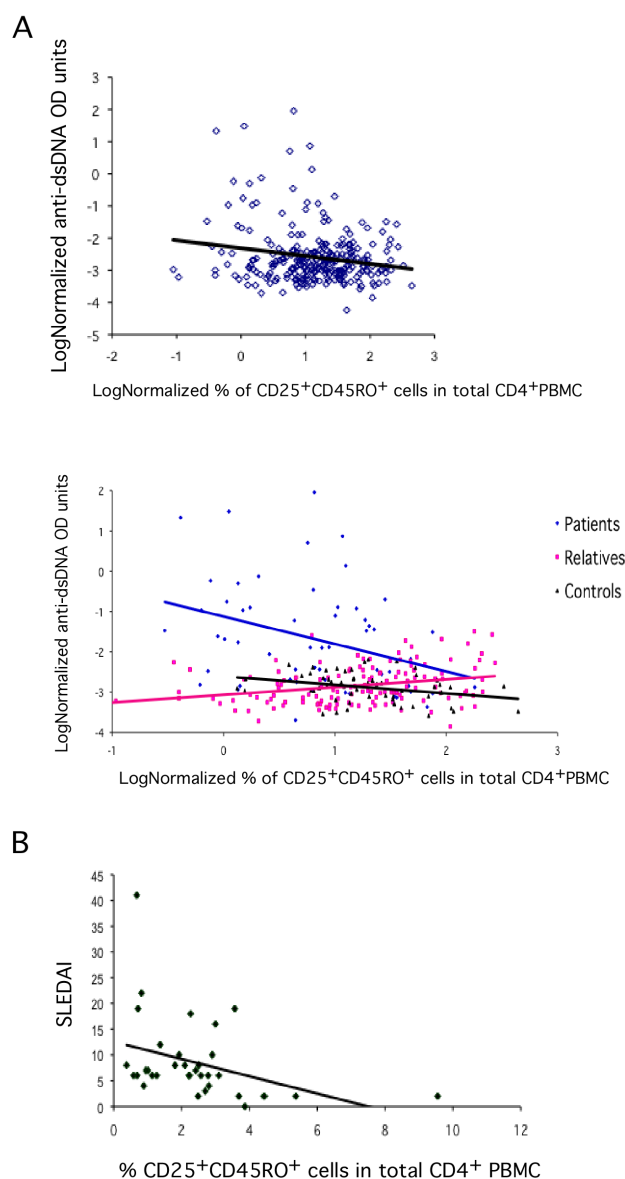 A
LogNormalized anti-dsDNA OD units
3
2
1
0
-1
-2
-3
-4
-5
-2 -1 0 1 2 3
LogNormalized % of CD25+CD45RO+ cells in total CD4+PBMC
LogNormalized anti-dsDNA OD units
2
1
0
-1
-2
-3
-4
-1 0 1 2 3
Patients
Relatives
Controls
LogNormalized % of CD25+CD45RO+ cells in total CD4+PBMC
B
SLEDAI
45
40
35
30
25
20
15
10
5
0
0 2 4 6 8 10 12
% CD25+CD45RO+ cells in total CD4+ PBMC